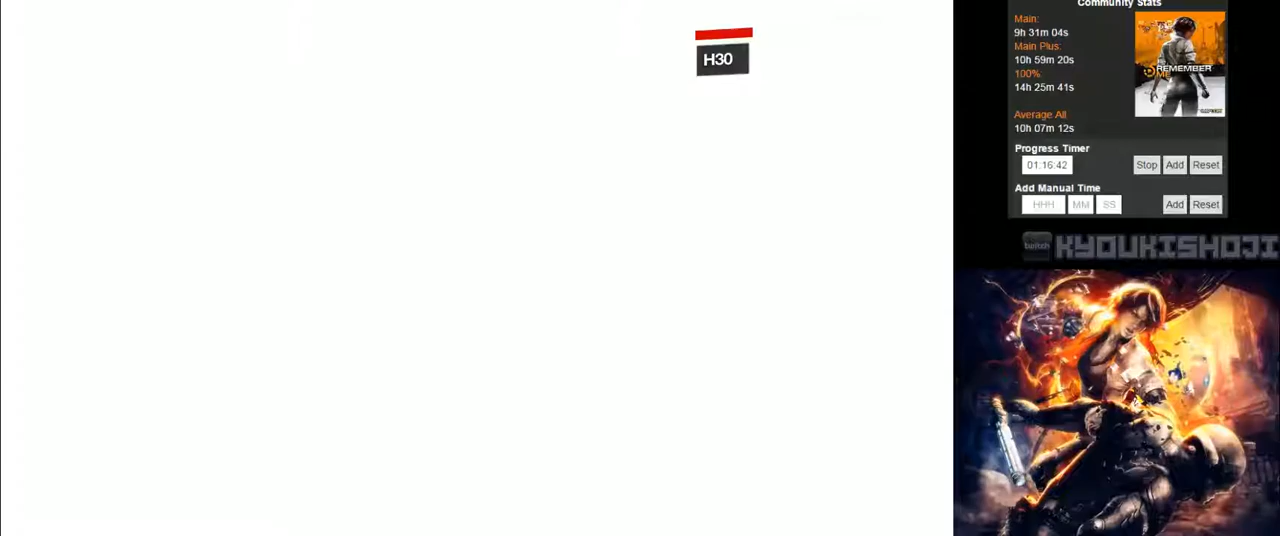 H30
Community Stats
Main:
9h 31m 04s
Main Plus:
10h 59m 20s
100%
14h 25m 41s
Average All
10h 07m 12s
REMEMBER
ME
Progress Timer
01:16:42
Stop
Add
Reset
Add Manual Time
HHH
MM
SS
Add
Reset
twitch
KYOUKISHOJI